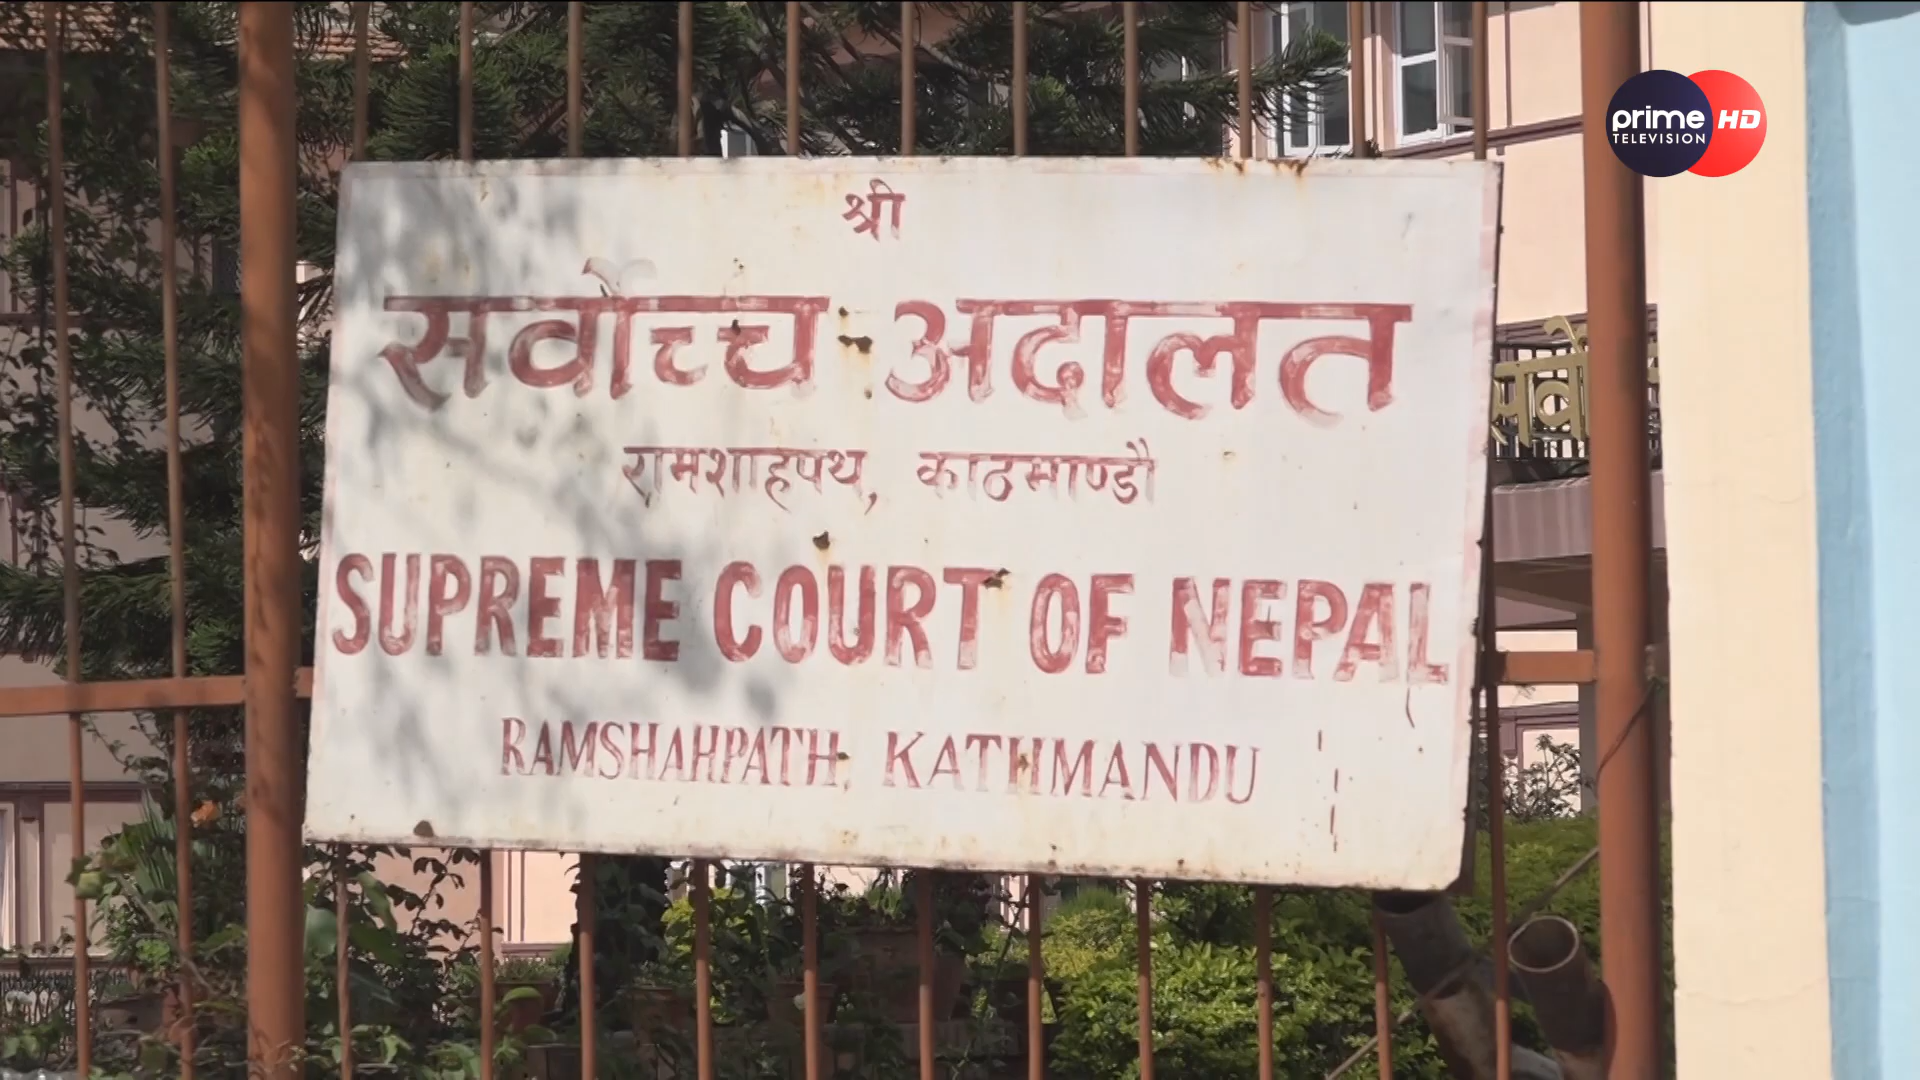 prime HD
TELEVISION
श्री
सर्वोच्च अदालत
रामशाहपथ, काठमाण्डौ
SUPREME COURT OF NEPAL
RAMSHAHPATH, KATHMANDU